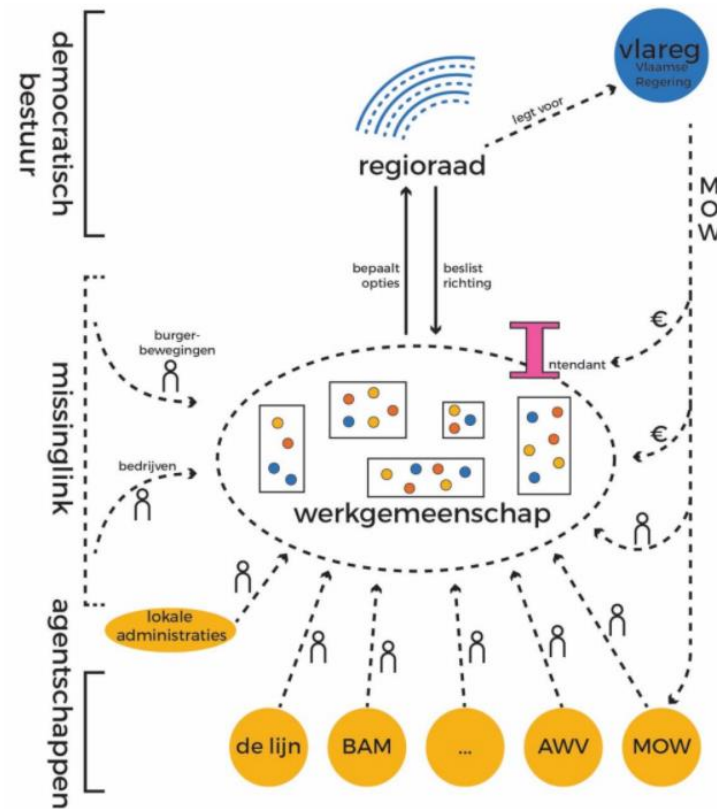 democratisch
bestuur
vlareg
Vlaamse
Regering
legt voor
regioraad
M
O
W
bepaalt
opties
beslist
richting
€
burger-
bewegingen
I
ntendant
missinglink
€
bedrijven
werkgemeenschap
lokale
administraties
agentschappen
de lijn
BAM
...
AWV
MOW